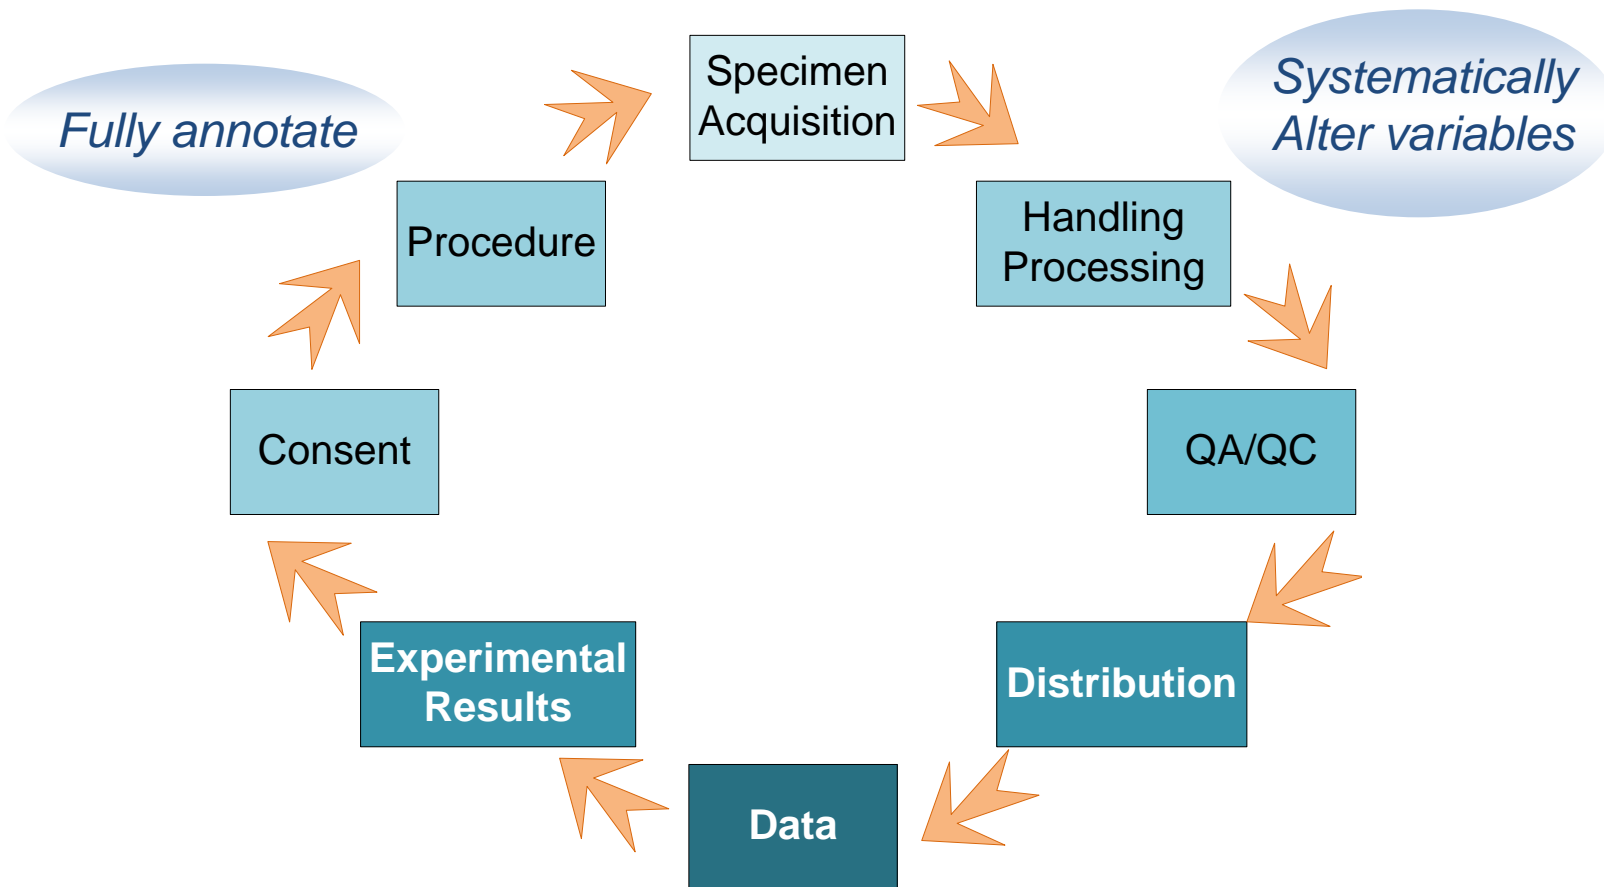 Specimen
Acquisition
Systematically
Alter variables
Fully annotate
Procedure
Handling
Processing
Consent
QA/QC
Experimental
Results
Distribution
Data